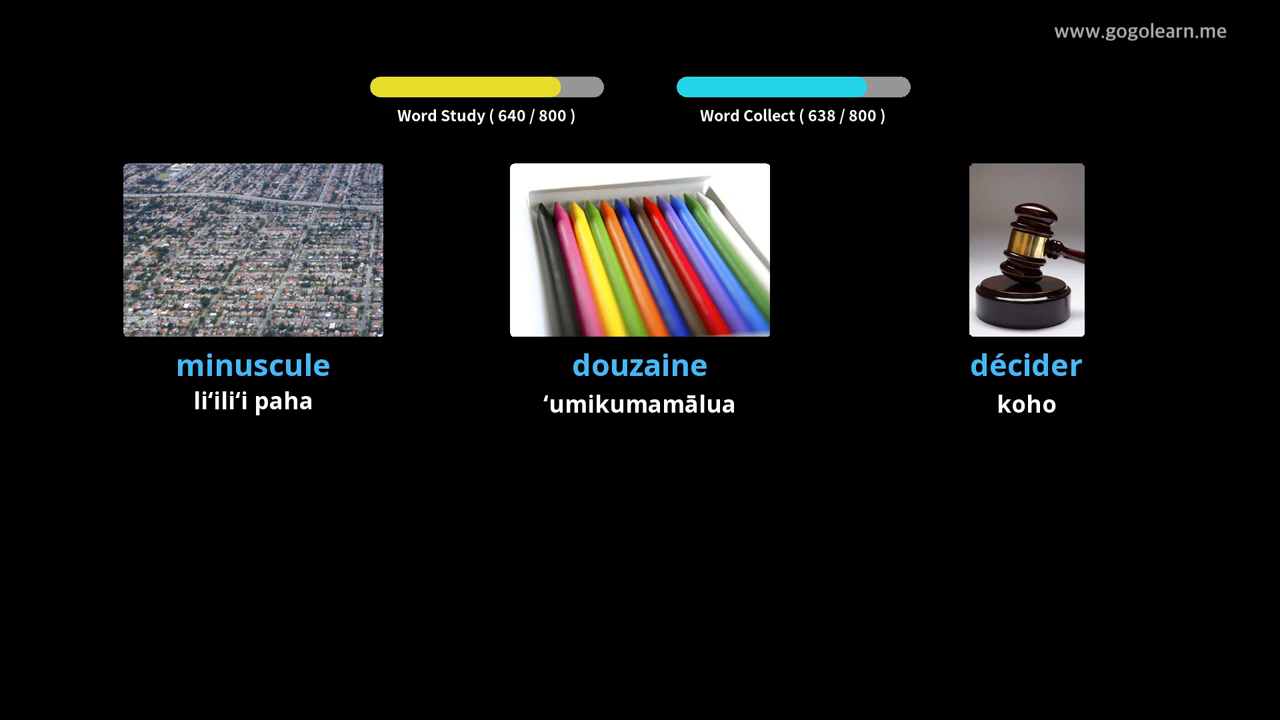 www.gogolearn.me
Word Study ( 640 / 800 )
Word Collect ( 638 / 800 )
minuscule
liʻiliʻi paha
douzaine
ʻumikumamālua
décider
koho